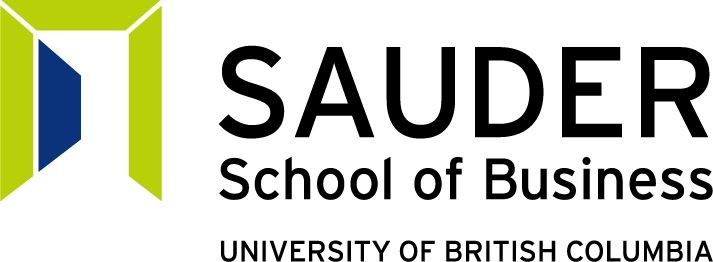 SAUDER
School of Business
UNIVERSITY OF BRITISH COLUMBIA